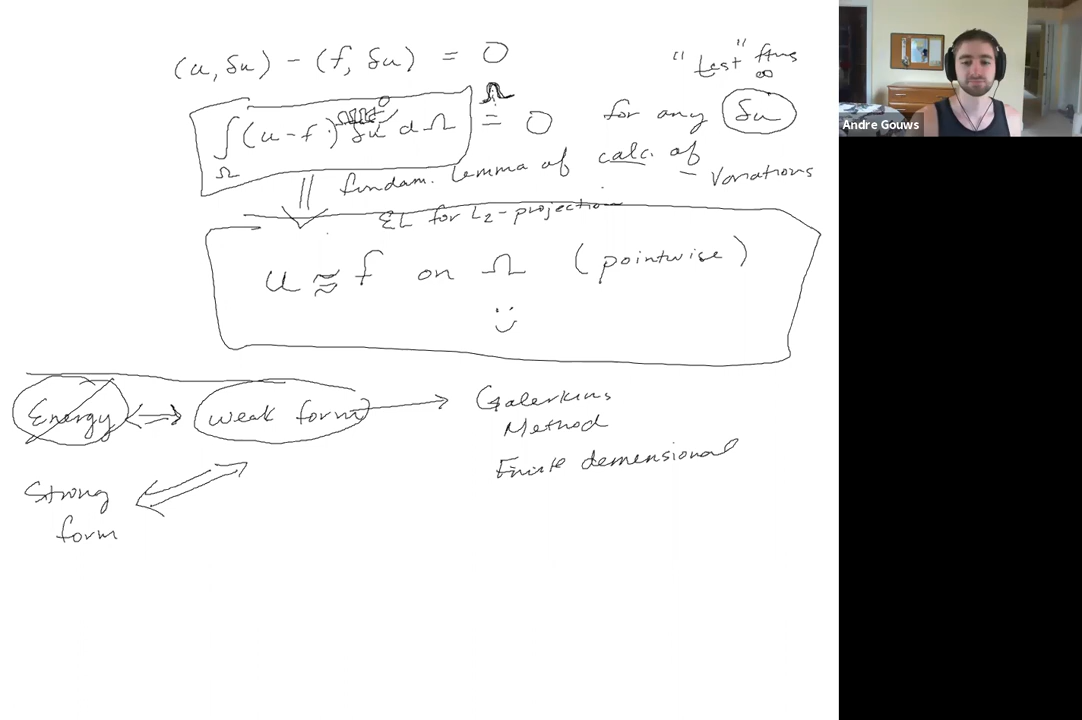 (u, δu) - (f, δu) = 0
"test" ftns
∞
Ω
∫ (u - f) δu dΩ = 0 for any δu
Ω
fundam. Lemma of calc. of
- Variations
EL for L2-projection
u ≈ f on Ω (pointwise)
Energy ⟺ weak form → Galerkins
Method
Finite demensional
Strong
form
Andre Gouws